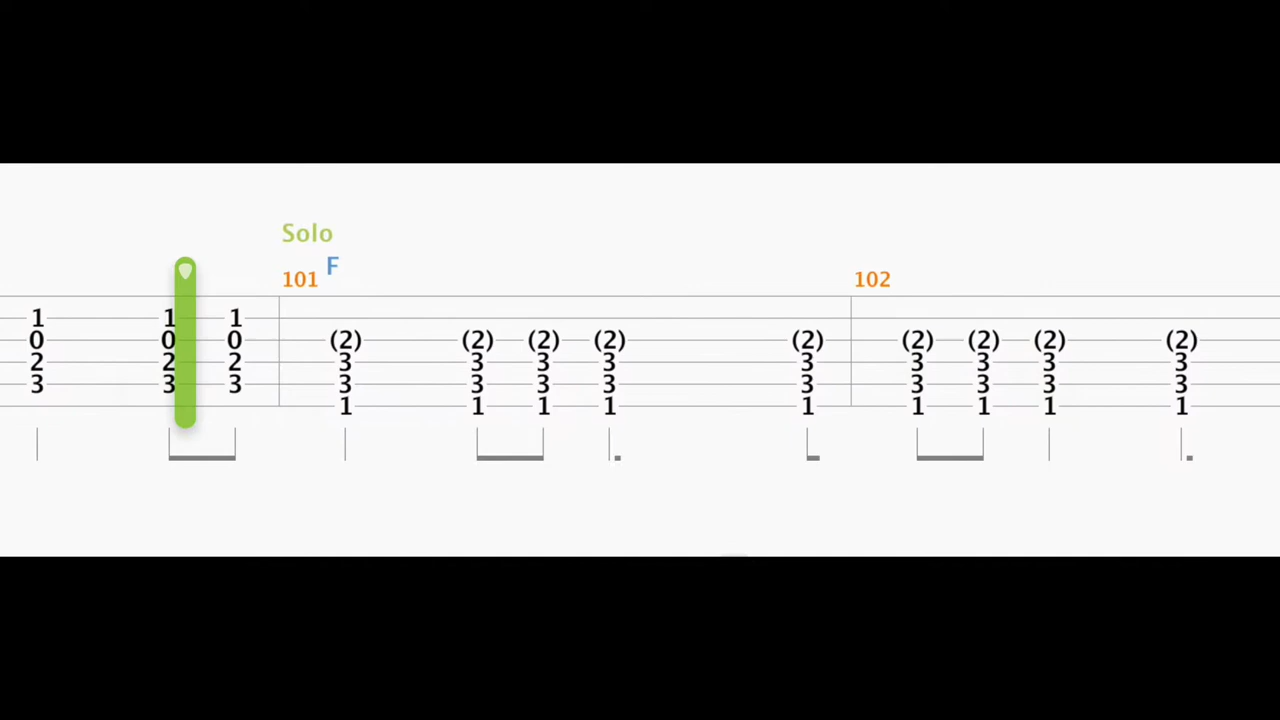 Solo
101 F 102
1 1 1
0 0 0 (2) (2) (2) (2) (2) (2) (2) (2) (2)
2 2 2 3 3 3 3 3 3 3 3 3
3 3 3 3 3 3 3 3 3 3 3 3
1 1 1 1 1 1 1 1 1